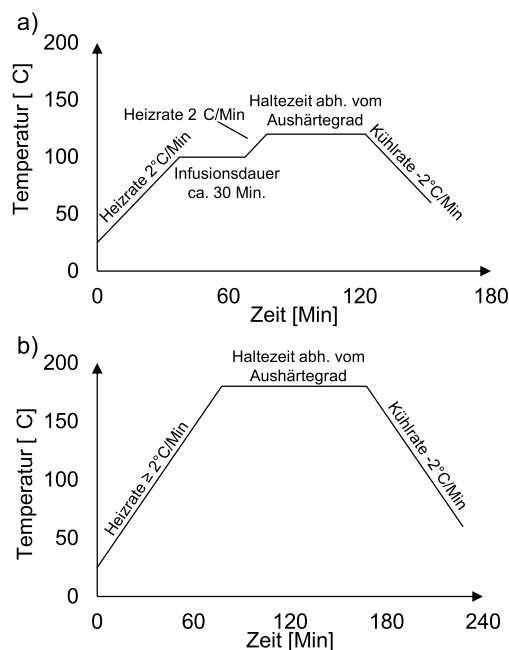 a)
Temperatur [ C]
200
150
100
50
0
Heizrate 2°C/Min
Heizrate 2 C/Min
Infusionsdauer
ca. 30 Min.
Haltezeit abh. vom
Aushärtegrad
Kühlrate -2°C/Min
0 60 120 180
Zeit [Min]
b)
Temperatur [ C]
200
150
100
50
0
Heizrate ≥ 2°C/Min
Haltezeit abh. vom
Aushärtegrad
Kühlrate -2°C/Min
0 60 120 180 240
Zeit [Min]